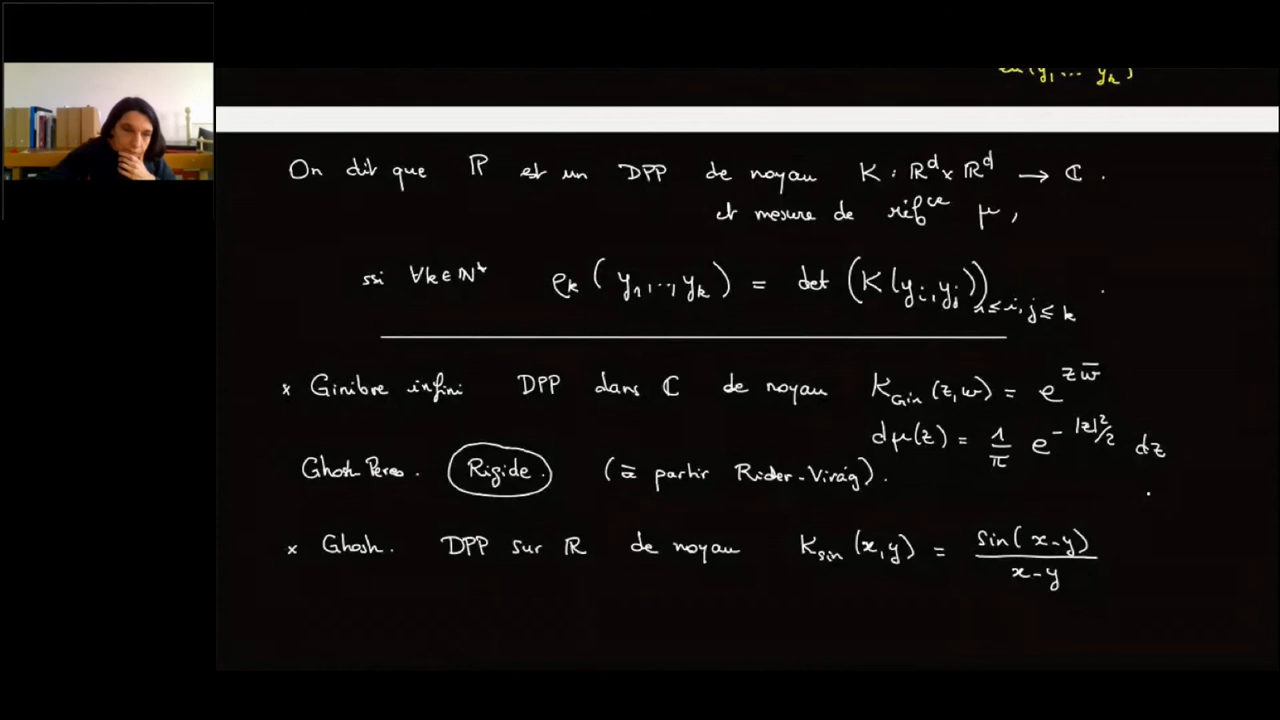 On dit que ℙ est un DPP de noyau K : ℝ^d × ℝ^d → ℂ.
et mesure de réf^ce μ,
ssi ∀k∈ℕ* ρ_k(y_1,…,y_k) = det(K(y_i,y_j))_{1≤i,j≤k}
× Ginibre infini DPP dans ℂ de noyau K_Gin(z,w) = e^{z w̄}
dμ(z) = 1/π e^{-|z|²/2} dz
Ghosh Peres. Rigide. (à partir Rider-Virág).
× Ghosh. DPP sur ℝ de noyau K_sin(x,y) = sin(x-y)/(x-y)